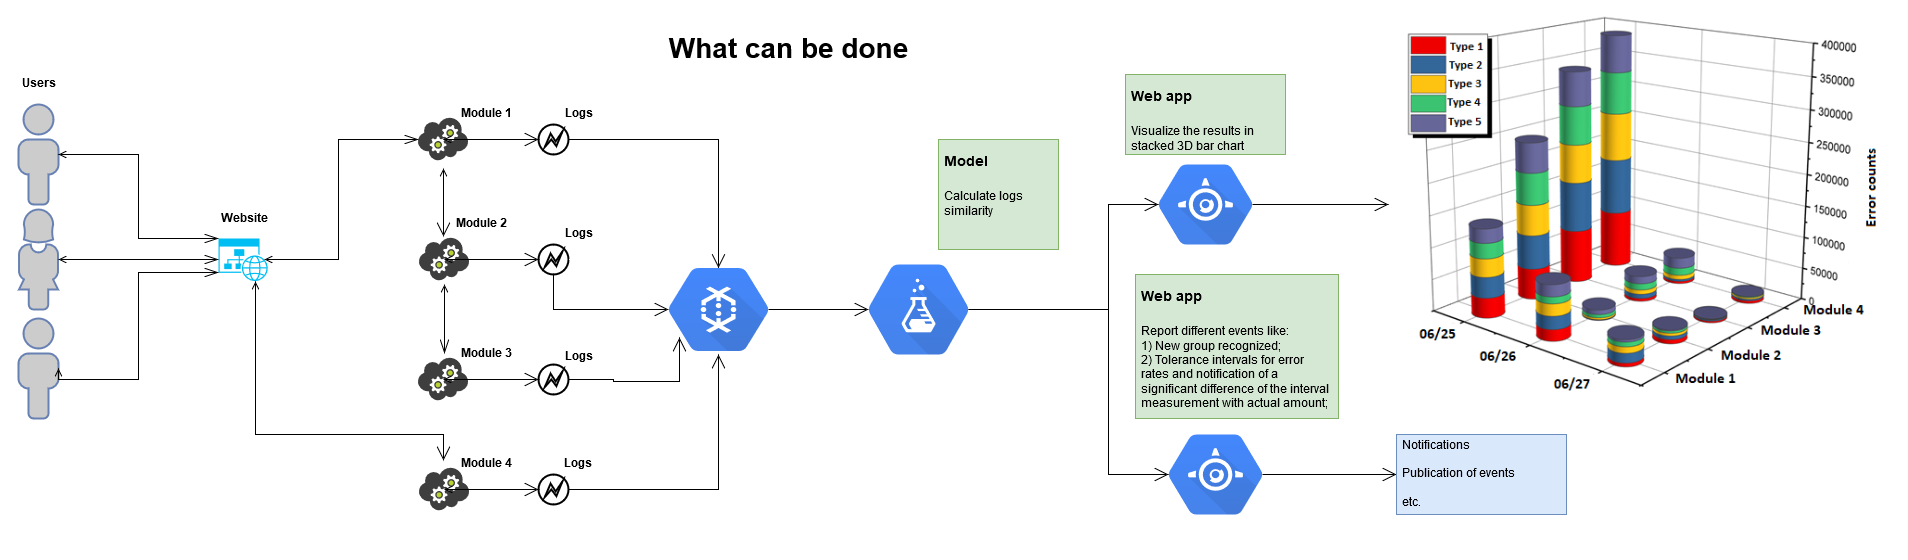 What can be done
Users
Website
Module 1
Logs
Module 2
Logs
Module 3
Logs
Module 4
Logs
Model
Calculate logs
similarity
Web app
Visualize the results in
stacked 3D bar chart
Web app
Report different events like:
1) New group recognized;
2) Tolerance intervals for error
rates and notification of a
significant difference of the interval
measurement with actual amount;
Notifications
Publication of events
etc.
Type 1
Type 2
Type 3
Type 4
Type 5
400000
350000
300000
250000
200000
150000
100000
50000
0
Error counts
06/25
06/26
06/27
Module 1
Module 2
Module 3
Module 4